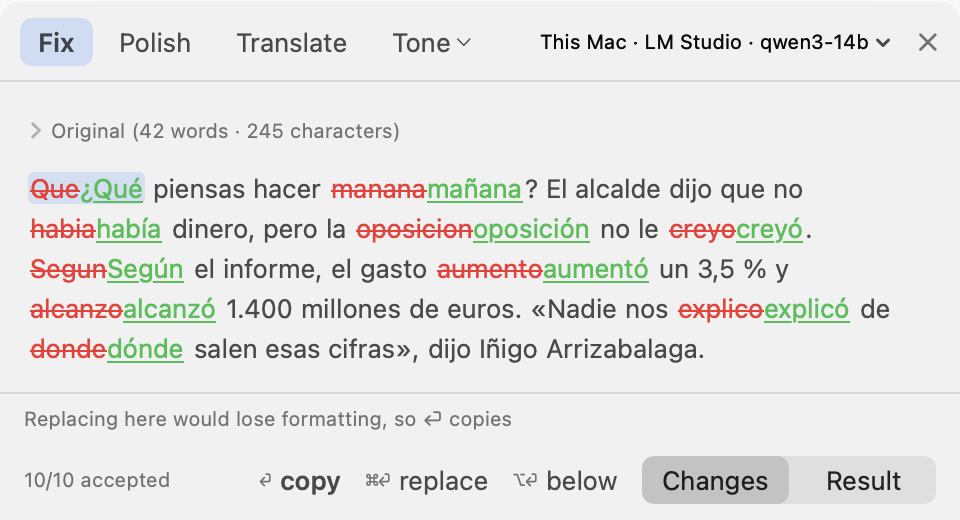 Fix Polish Translate Tone This Mac · LM Studio · qwen3-14b
Original (42 words · 245 characters)
Que¿Qué piensas hacer mananamañana? El alcalde dijo que no
habiahabía dinero, pero la oposicionoposición no le creyocreyó.
SegunSegún el informe, el gasto aumentoaumentó un 3,5 % y
alcanzoalcanzó 1.400 millones de euros. «Nadie nos explicoexplicó de
dondedónde salen esas cifras», dijo Iñigo Arrizabalaga.
Replacing here would lose formatting, so ⏎ copies
10/10 accepted ⏎ copy ⌘⏎ replace ⌥⏎ below Changes Result